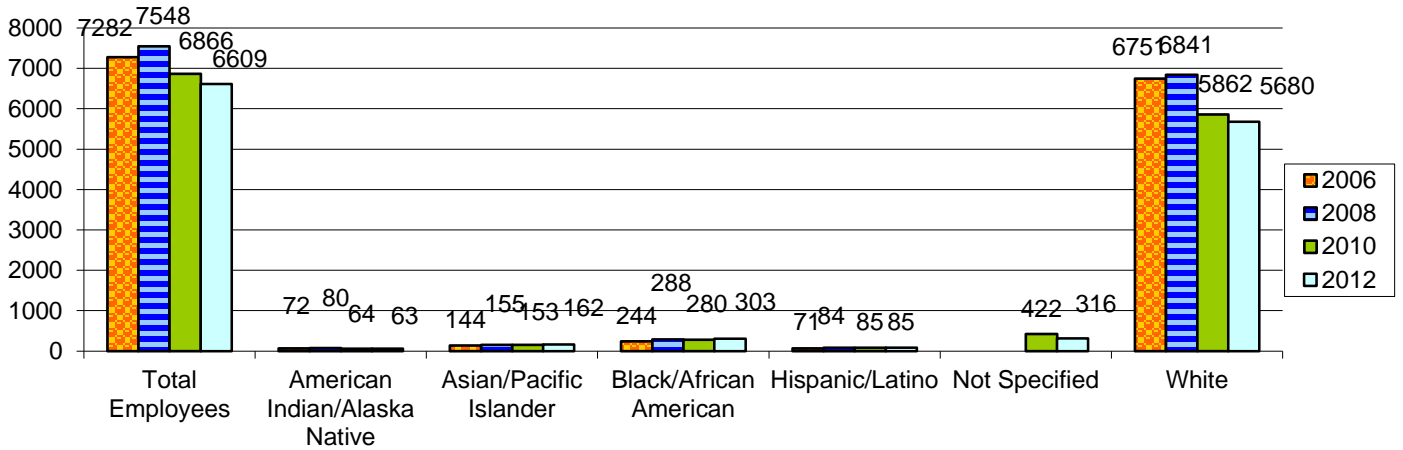 8000
7000
6000
5000
4000
3000
2000
1000
0
7282 7548 6866 6609
72 80 64 63
144 155 153 162
244 288 280 303
71 84 85 85
422 316
6751 6841 5862 5680
Total
Employees
American
Indian/Alaska
Native
Asian/Pacific
Islander
Black/African
American
Hispanic/Latino
Not Specified
White
2006
2008
2010
2012